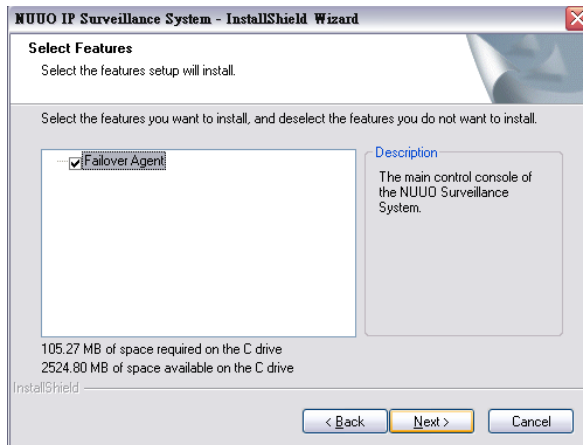 NUUO IP Surveillance System - InstallShield Wizard
Select Features
Select the features setup will install.
Select the features you want to install, and deselect the features you do not want to install.
Failover Agent
Description
The main control console of
the NUUO Surveillance
System.
105.27 MB of space required on the C drive
2524.80 MB of space available on the C drive
InstallShield
< Back
Next >
Cancel